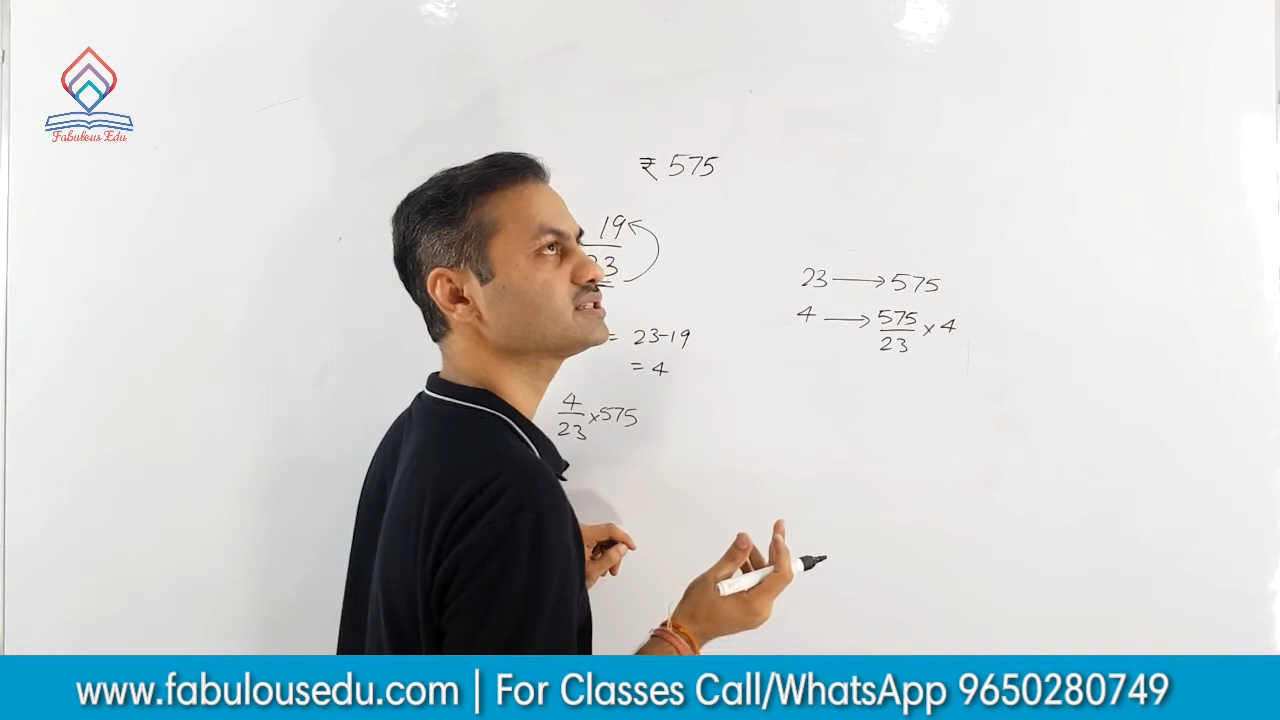 Fabulous Edu
₹ 575
19
23
= 23-19
= 4
4/23 × 575
23 → 575
4 → 575/23 × 4
www.fabulousedu.com | For Classes Call/WhatsApp 9650280749